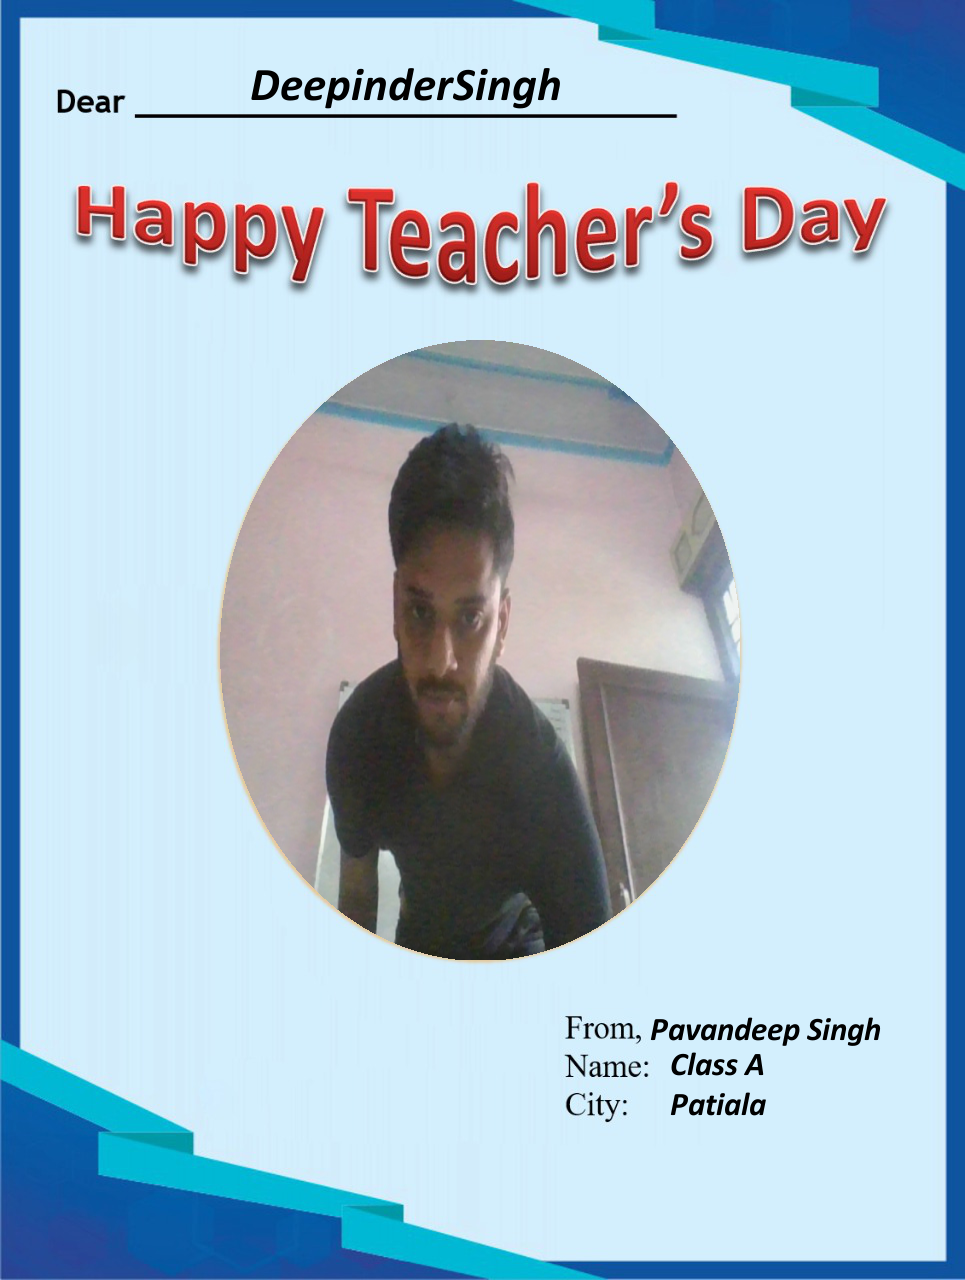 Dear DeepinderSingh
Happy Teacher's Day
From, Pavandeep Singh
Name: Class A
City: Patiala